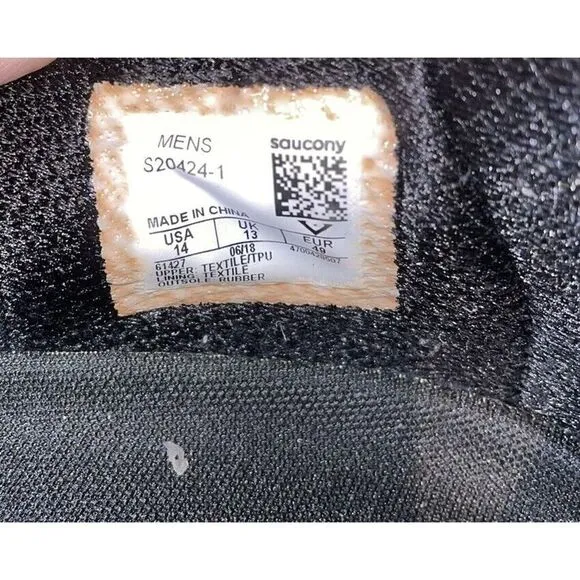 MENS
saucony
S20424-1
MADE IN CHINA
USA UK EUR
14 13 49
61427 06/18
UPPER: TEXTILE/TPU
LINING: TEXTILE
OUTSOLE: RUBBER